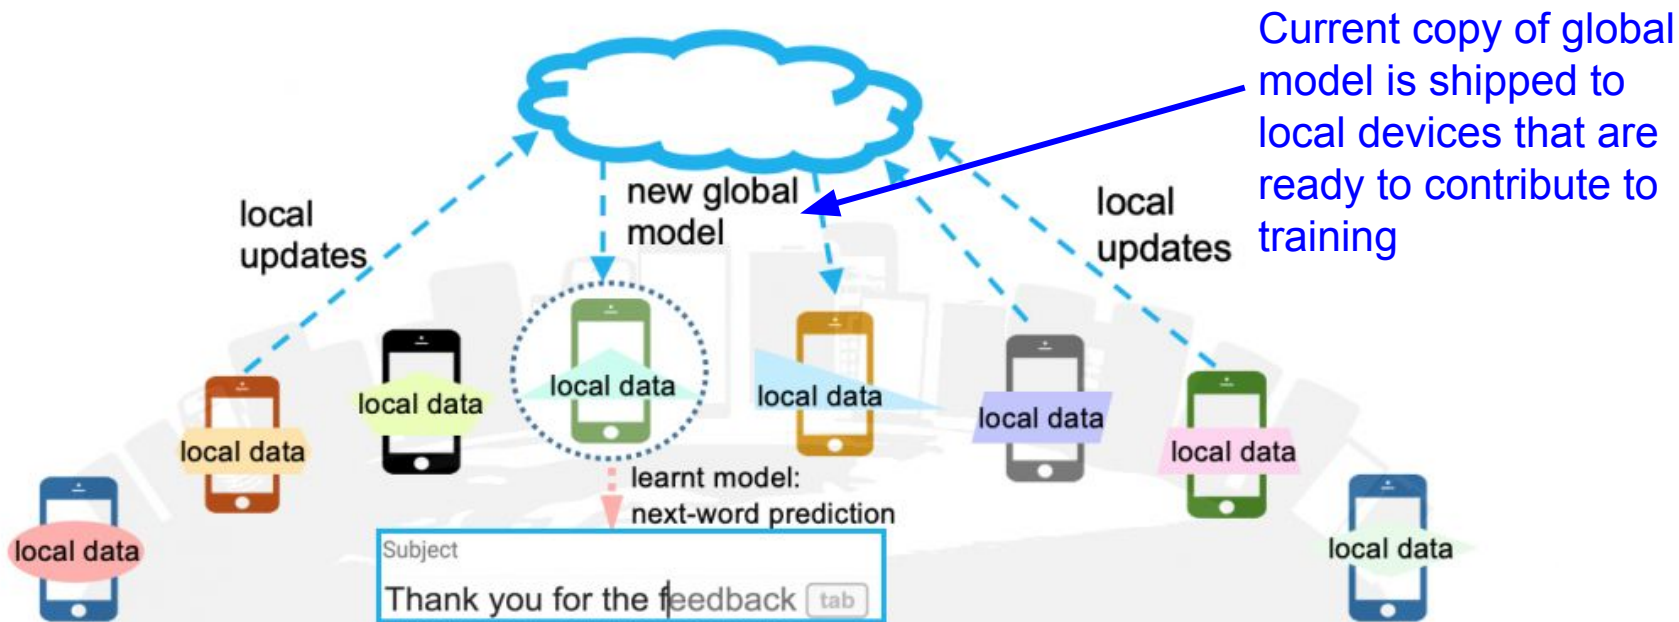 Current copy of global
model is shipped to
local devices that are
ready to contribute to
training
new global
model
local
updates
local
updates
local data
local data
local data
local data
local data
local data
local data
local data
learnt model:
next-word prediction
Subject
Thank you for the feedback tab